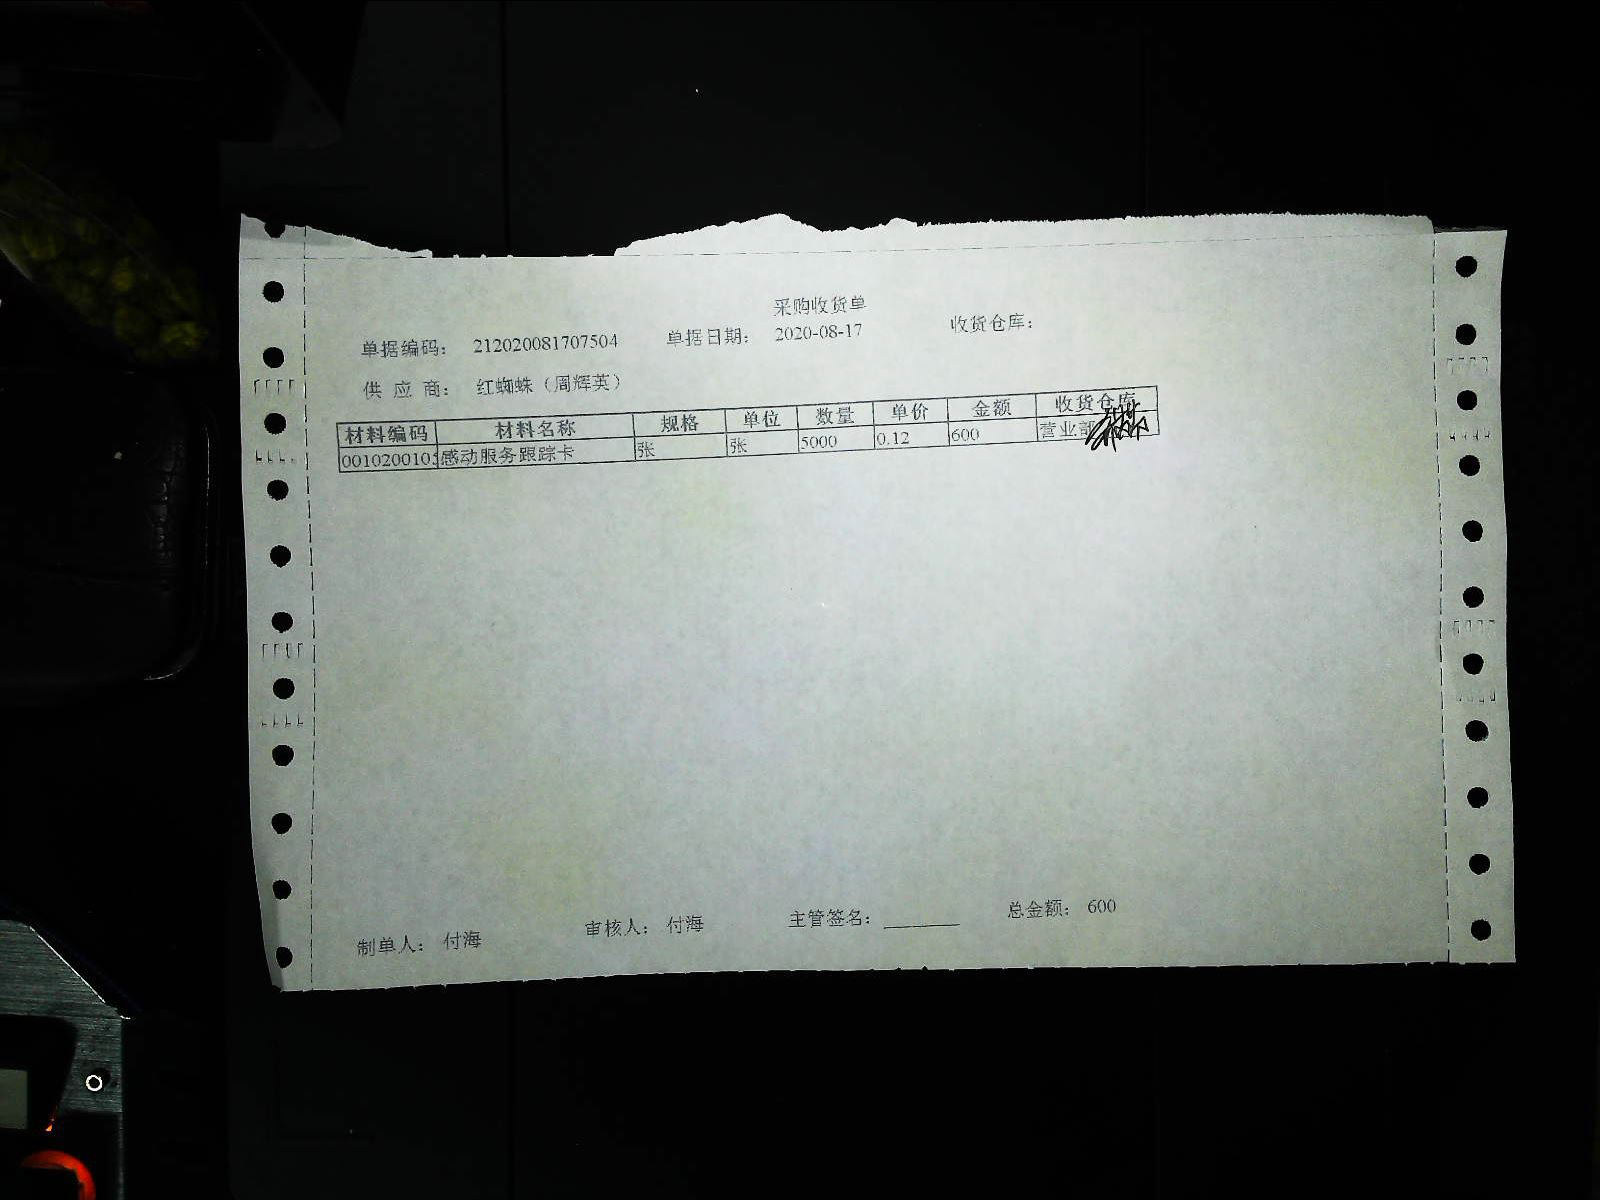 采购收货单
单据编码： 212020081707504 单据日期： 2020-08-17 收货仓库：
供 应 商： 红蜘蛛（周辉英）
材料编码 材料名称 规格 单位 数量 单价 金额 收货仓库
0010200105 感动服务跟踪卡 张 张 5000 0.12 600 营业部
制单人： 付海 审核人： 付海 主管签名： 总金额： 600